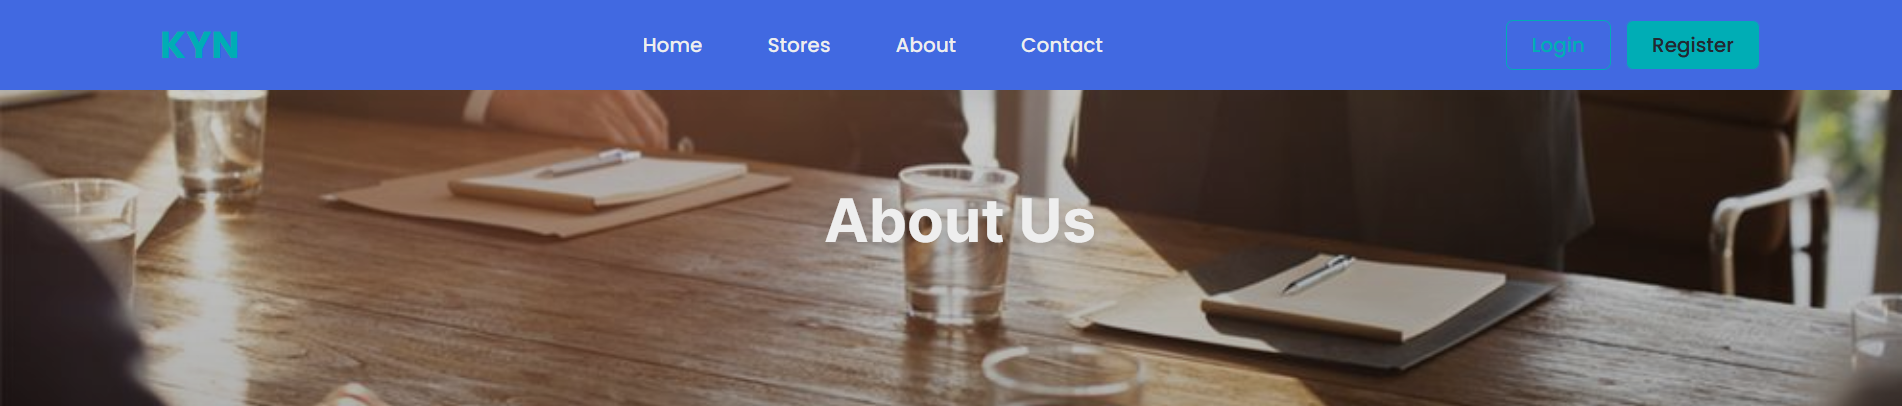 KYN
Home Stores About Contact
Login Register
About Us